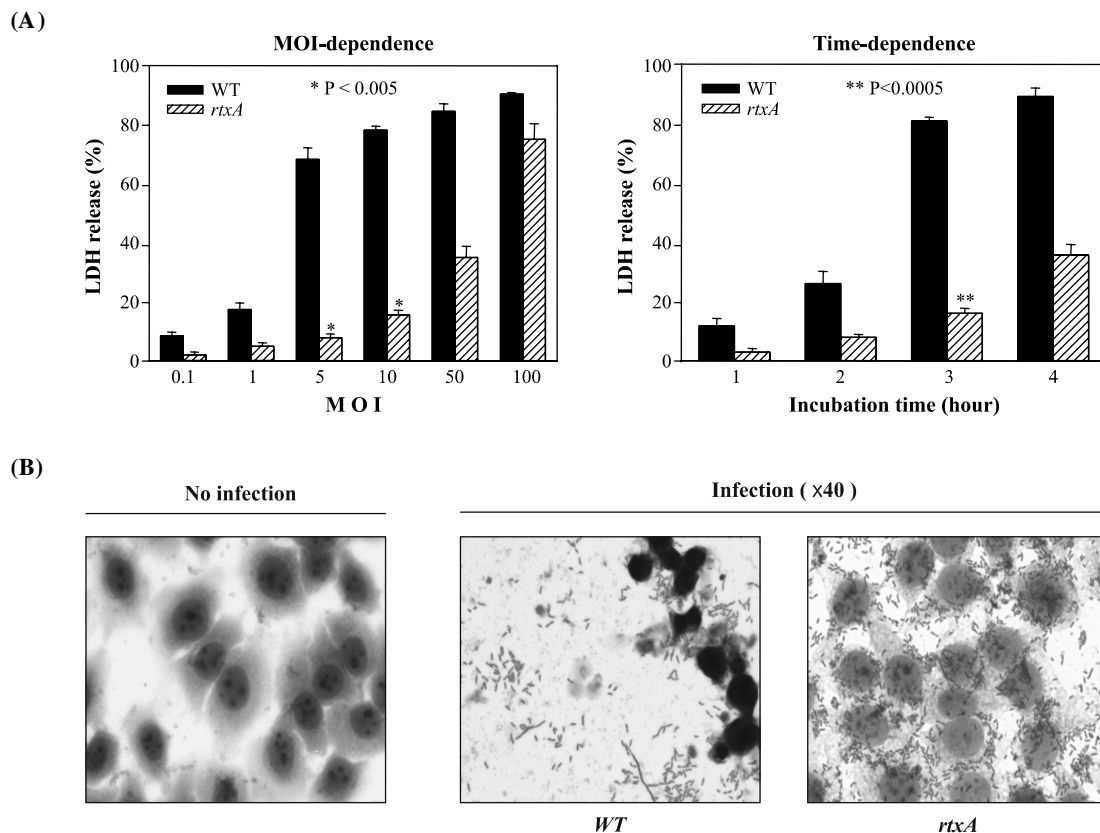 (A)
MOI-dependence
WT
rtxA
* P < 0.005
LDH release (%)
100
80
60
40
20
0
*
*
0.1 1 5 10 50 100
M O I
Time-dependence
WT
rtxA
** P<0.0005
LDH release (%)
100
80
60
40
20
0
**
1 2 3 4
Incubation time (hour)
(B)
No infection
Infection ( ×40 )
WT
rtxA